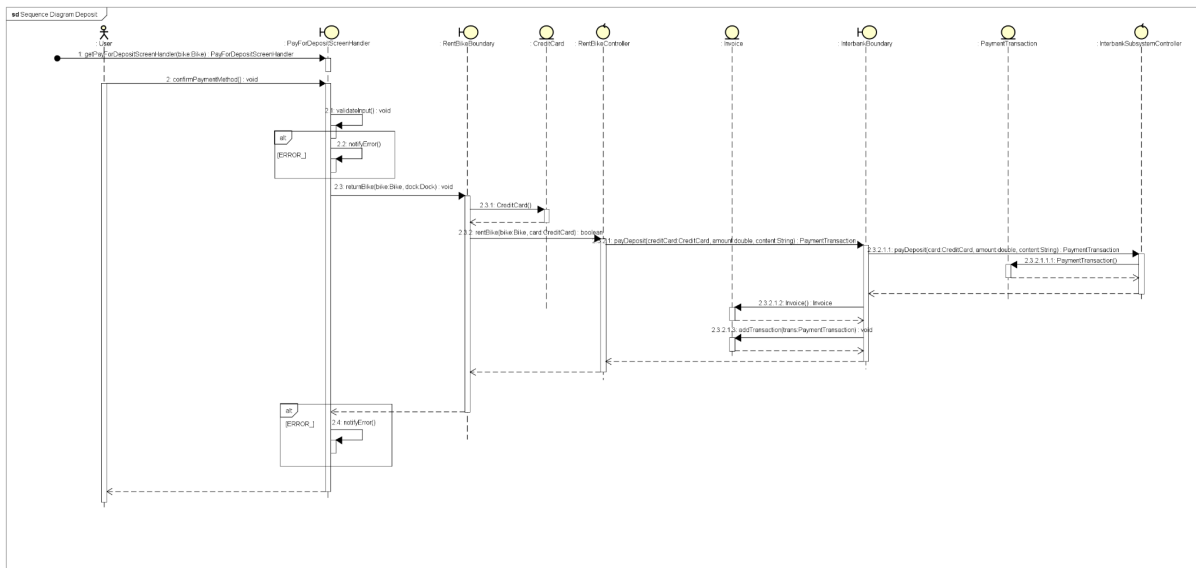 sd Sequence Diagram Deposit
: User
PayForDepositScreenHandler
RentBikeBoundary
: CreditCard
RentBikeController
: Invoice
: InterbankBoundary
PaymentTransaction
: InterbankSubsystemController
1: getPayForDepositScreenHandler(bike:Bike) : PayForDepositScreenHandler
2: confirmPaymentMethod() : void
2.1: validateInput() : void
alt
2.2: notifyError()
[ERROR_]
2.3: returnBike(bike:Bike, dock:Dock) : void
2.3.1: CreditCard()
2.3.2: rentBike(bike:Bike, card:CreditCard) : boolean
1: payDeposit(creditCard:CreditCard, amount:double, content:String) : PaymentTransaction
2.3.2.1.1: payDeposit(card:CreditCard, amount:double, content:String) : PaymentTransaction
2.3.2.1.1.1: PaymentTransaction()
2.3.2.1.2: Invoice() : Invoice
2.3.2.1.3: addTransaction(trans:PaymentTransaction) : void
alt
[ERROR_]
2.4: notifyError()